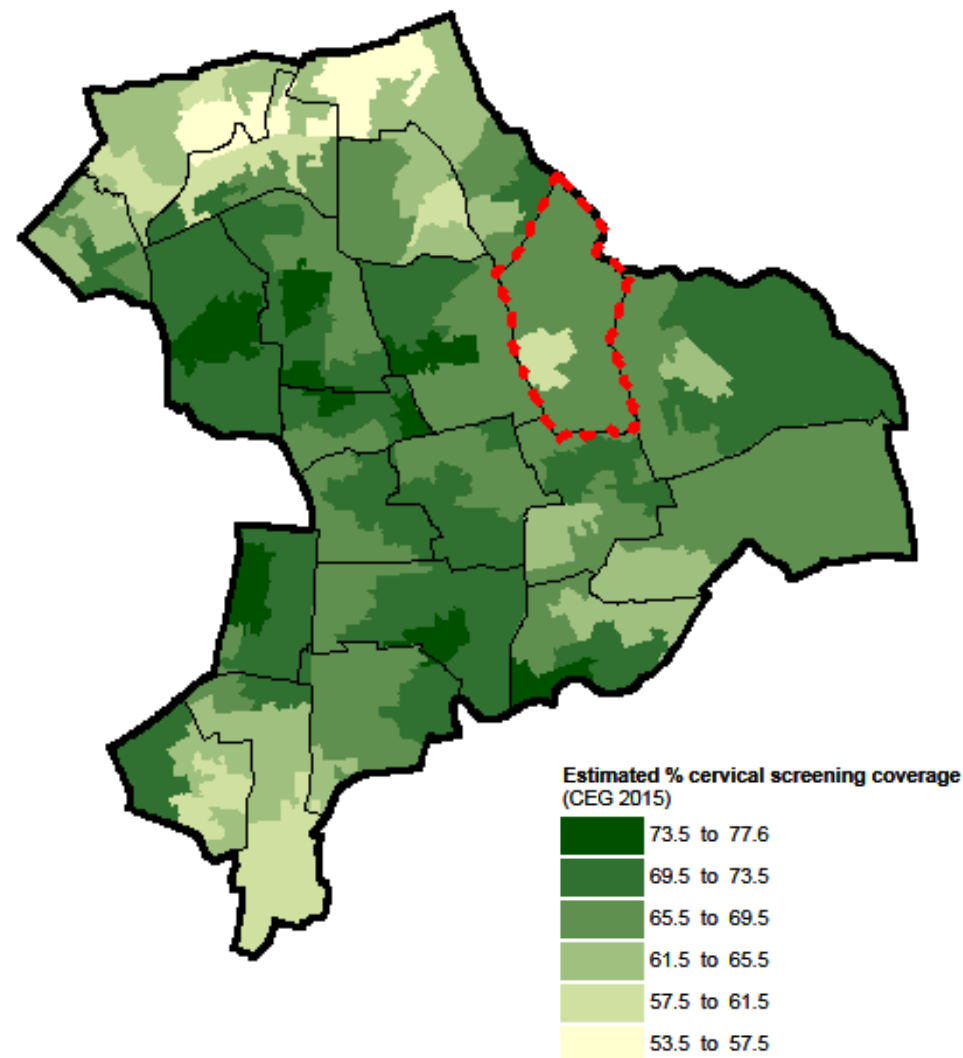 Estimated % cervical screening coverage
(CEG 2015)
73.5 to 77.6
69.5 to 73.5
65.5 to 69.5
61.5 to 65.5
57.5 to 61.5
53.5 to 57.5